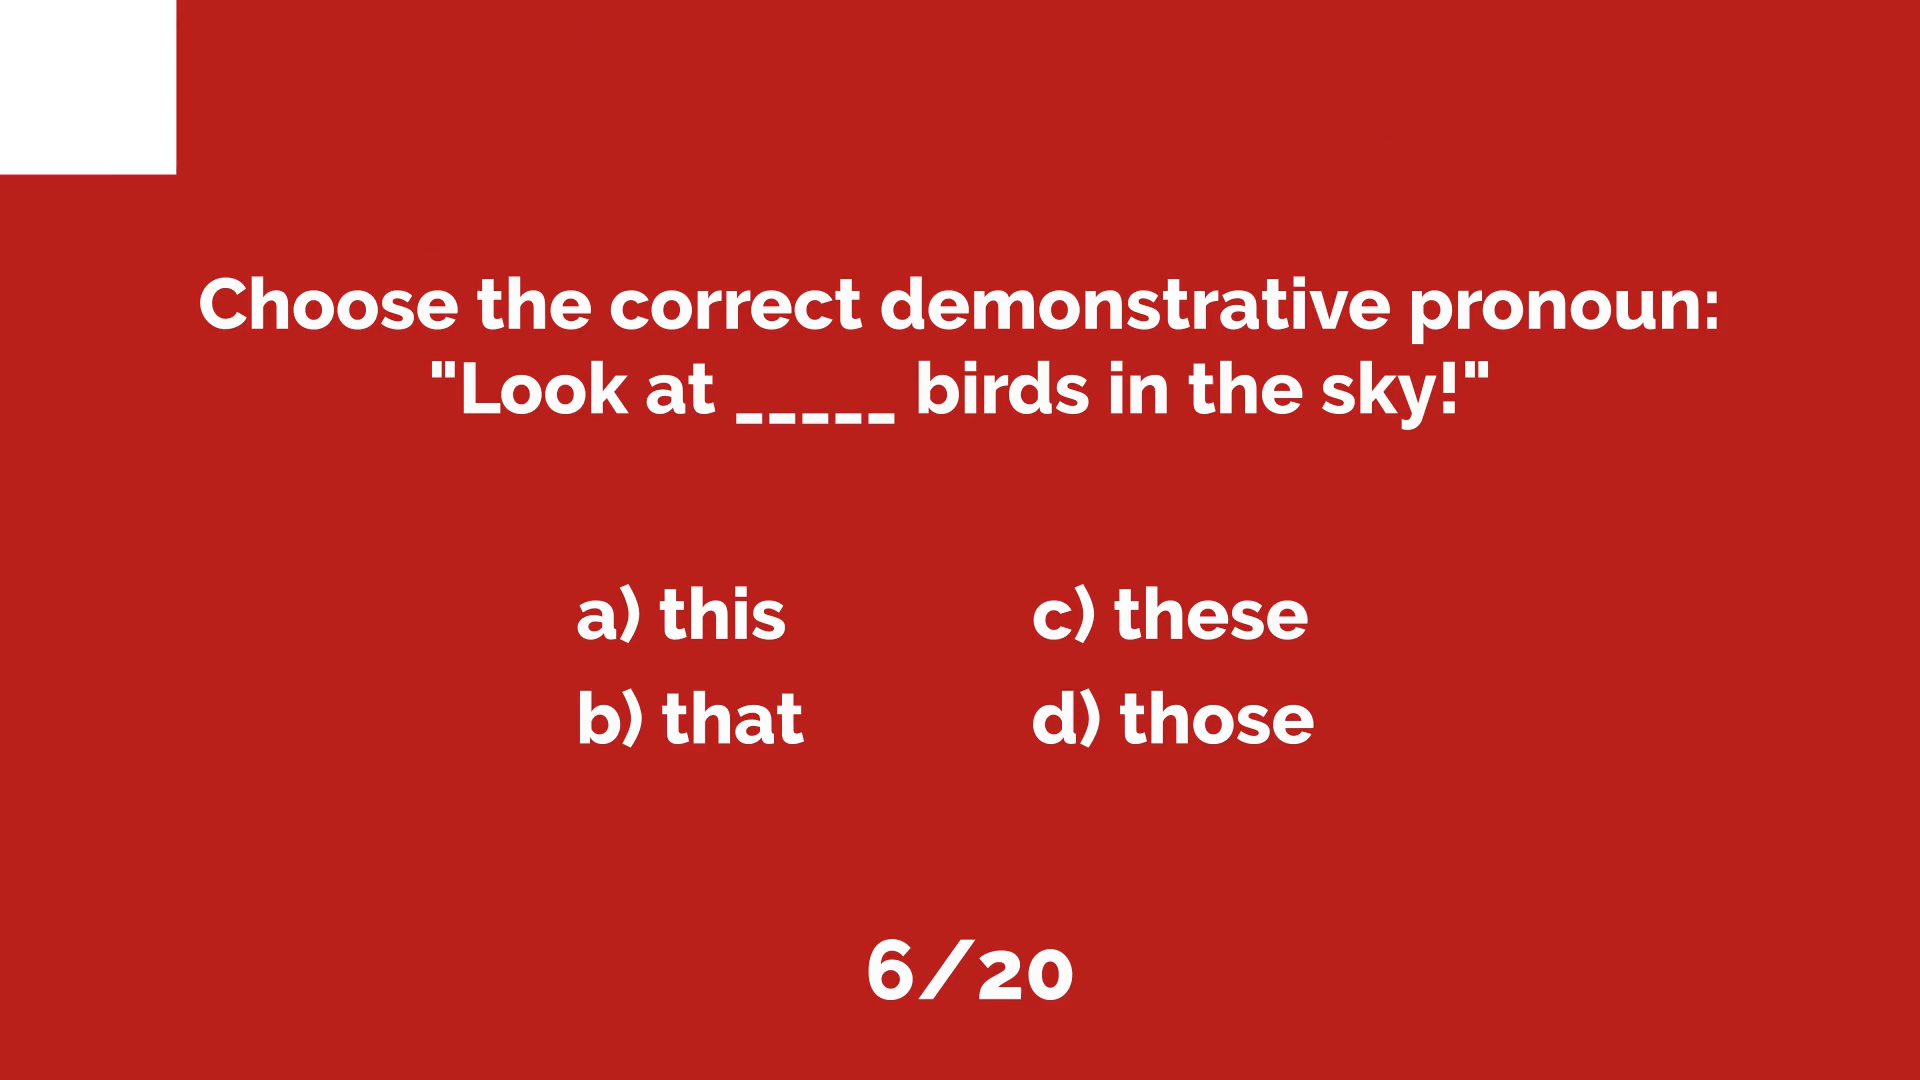 Choose the correct demonstrative pronoun:
"Look at _____ birds in the sky!"
a) this
b) that
c) these
d) those
6/20